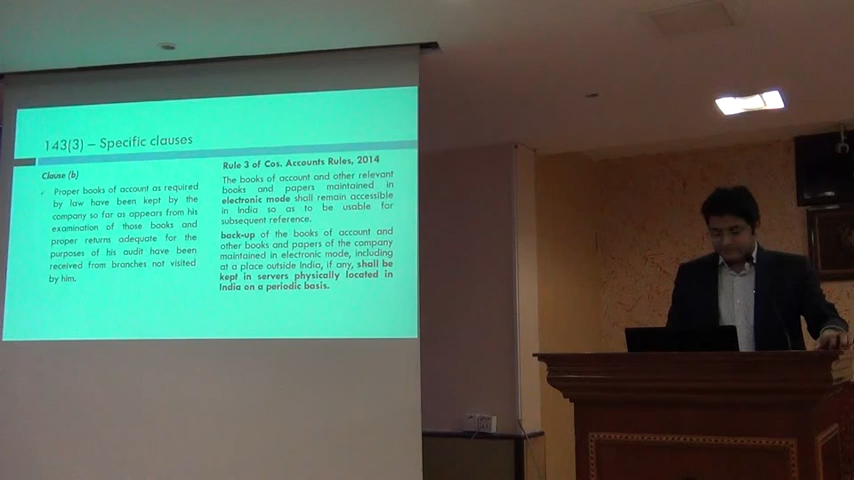 143(3) – Specific clauses
Clause (b)
✓ Proper books of account as required
by law have been kept by the
company so far as appears from his
examination of those books and
proper returns adequate for the
purposes of his audit have been
received from branches not visited
by him.
Rule 3 of Cos. Accounts Rules, 2014
The books of account and other relevant
books and papers maintained in
electronic mode shall remain accessible
in India so as to be usable for
subsequent reference.
back-up of the books of account and
other books and papers of the company
maintained in electronic mode, including
at a place outside India, if any, shall be
kept in servers physically located in
India on a periodic basis.